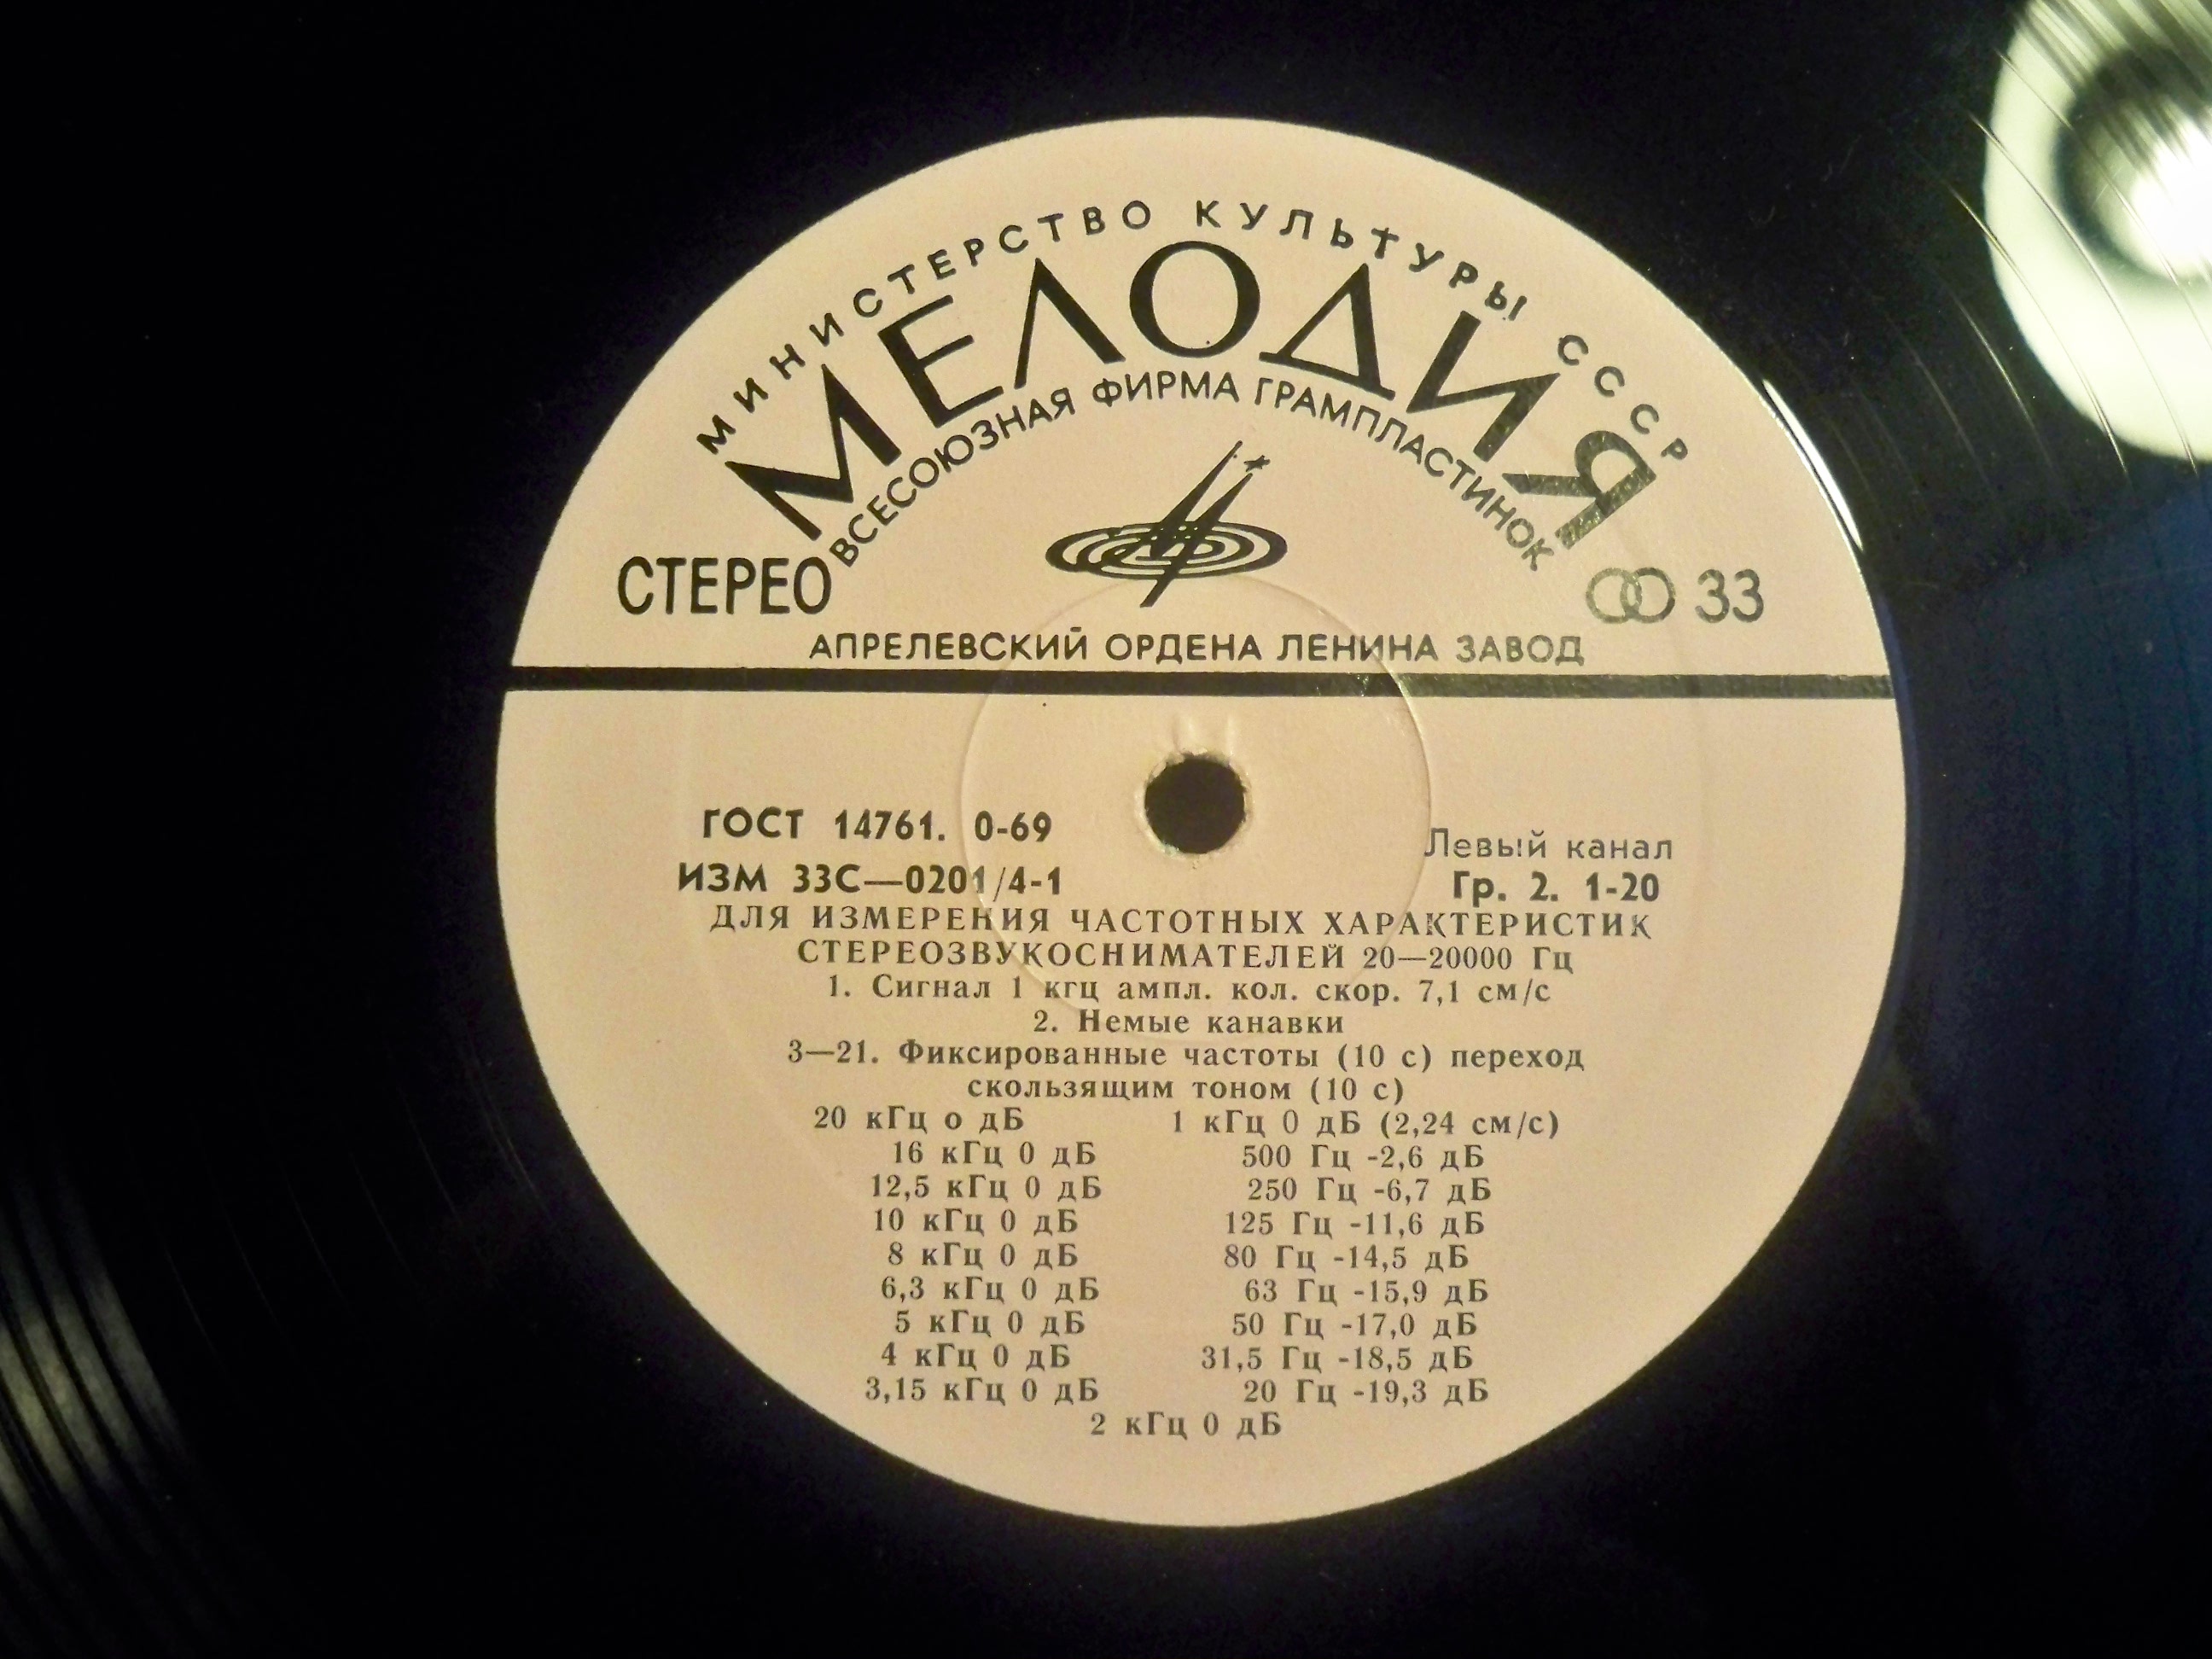 МИНИСТЕРСТВО КУЛЬТУРЫ СССР
МЕЛОДИЯ
ВСЕСОЮЗНАЯ ФИРМА ГРАМПЛАСТИНОК
СТЕРЕО
33
АПРЕЛЕВСКИЙ ОРДЕНА ЛЕНИНА ЗАВОД
ГОСТ 14761. 0-69
Левый канал
ИЗМ 33С—0201/4-1
Гр. 2. 1-20
ДЛЯ ИЗМЕРЕНИЯ ЧАСТОТНЫХ ХАРАКТЕРИСТИК
СТЕРЕОЗВУКОСНИМАТЕЛЕЙ 20—20000 Гц
1. Сигнал 1 кгц ампл. кол. скор. 7,1 см/с
2. Немые канавки
3—21. Фиксированные частоты (10 с) переход
скользящим тоном (10 с)
20 кГц о дБ 1 кГц 0 дБ (2,24 см/с)
16 кГц 0 дБ 500 Гц -2,6 дБ
12,5 кГц 0 дБ 250 Гц -6,7 дБ
10 кГц 0 дБ 125 Гц -11,6 дБ
8 кГц 0 дБ 80 Гц -14,5 дБ
6,3 кГц 0 дБ 63 Гц -15,9 дБ
5 кГц 0 дБ 50 Гц -17,0 дБ
4 кГц 0 дБ 31,5 Гц -18,5 дБ
3,15 кГц 0 дБ 20 Гц -19,3 дБ
2 кГц 0 дБ